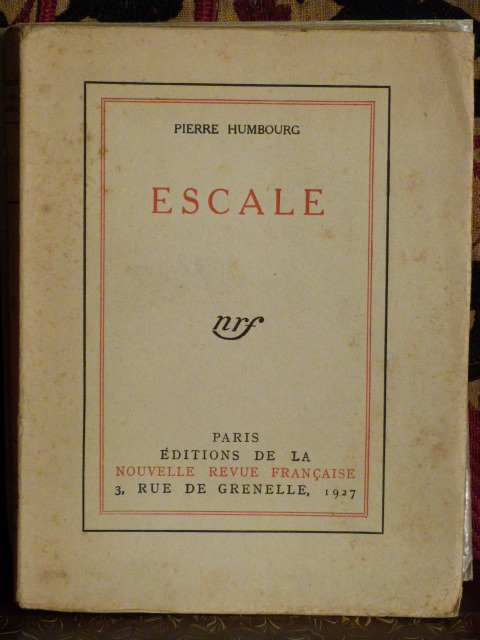 PIERRE HUMBOURG
ESCALE
nrf
PARIS
ÉDITIONS DE LA
NOUVELLE REVUE FRANÇAISE
3, RUE DE GRENELLE, 1927